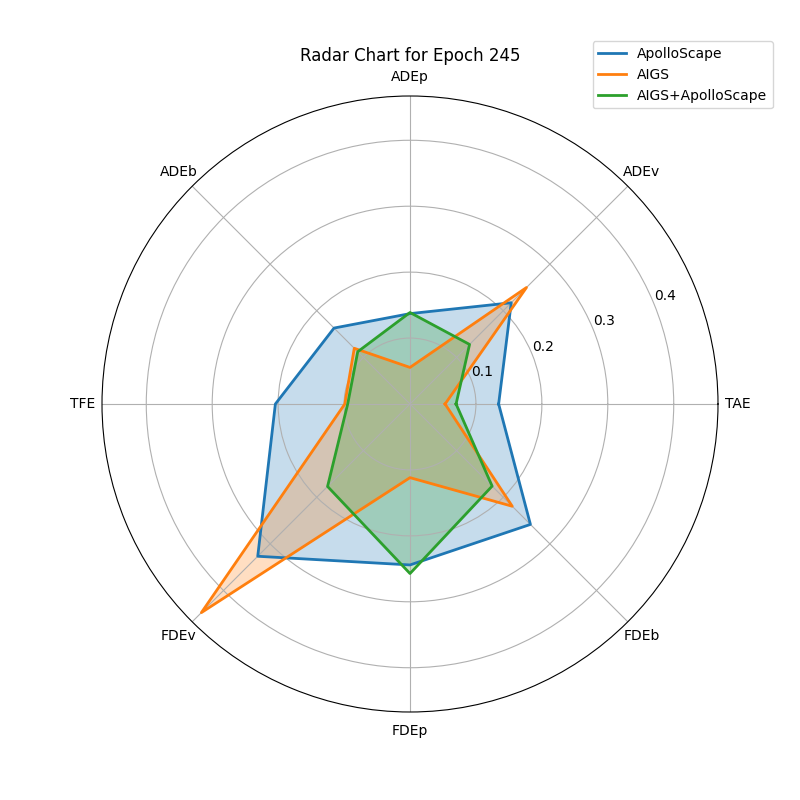 Radar Chart for Epoch 245
ApolloScape
AIGS
AIGS+ApolloScape
ADEp
ADEb
ADEv
0.4
0.3
0.2
0.1
TFE
TAE
FDEv
FDEb
FDEp